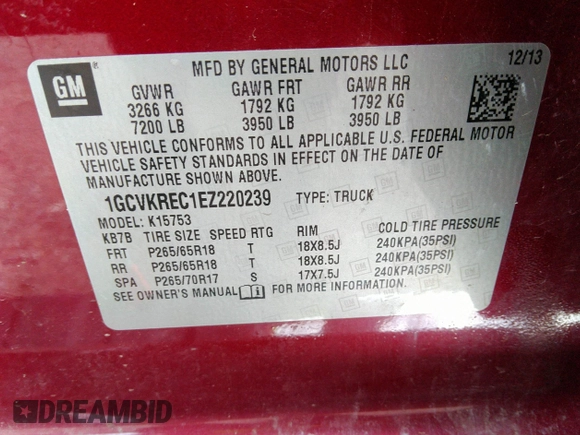 GM
MFD BY GENERAL MOTORS LLC 12/13
GVWR GAWR FRT GAWR RR
3266 KG 1792 KG 1792 KG
7200 LB 3950 LB 3950 LB
THIS VEHICLE CONFORMS TO ALL APPLICABLE U.S. FEDERAL MOTOR
VEHICLE SAFETY STANDARDS IN EFFECT ON THE DATE OF
MANUFACTURE SHOWN ABOVE.
1GCVKREC1EZ220239 TYPE: TRUCK
MODEL: K15753
KB7B TIRE SIZE SPEED RTG RIM COLD TIRE PRESSURE
FRT P265/65R18 T 18X8.5J 240KPA(35PSI)
RR P265/65R18 T 18X8.5J 240KPA(35PSI)
SPA P265/70R17 S 17X7.5J 240KPA(35PSI)
SEE OWNER'S MANUAL FOR MORE INFORMATION.
DREAMBID